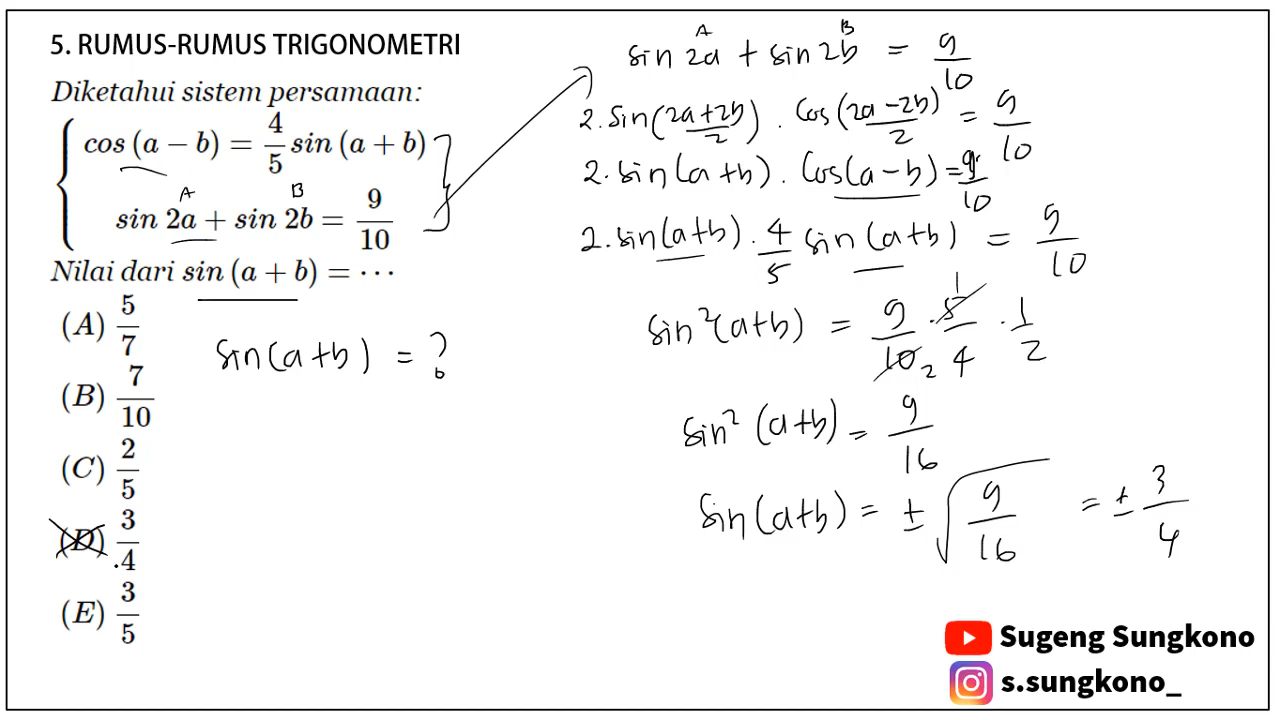 5. RUMUS-RUMUS TRIGONOMETRI
Diketahui sistem persamaan:
cos (a − b) = 4/5 sin (a + b)
A B
sin 2a + sin 2b = 9/10
Nilai dari sin (a + b) = ⋯
(A) 5/7
(B) 7/10
(C) 2/5
(D) 3/4
(E) 3/5
sin(a+b) = ?
A B
sin 2a + sin 2b = 9/10
2. sin(2a+2b/2) . cos(2a−2b/2) = 9/10
2. sin(a+b) . cos(a−b) = 9/10
2. sin(a+b) . 4/5 sin(a+b) = 9/10
sin²(a+b) = 9/10 2 . 5/4 1 . 1/2
sin² (a+b) = 9/16
sin(a+b) = ± √9/16 = ± 3/4
Sugeng Sungkono
s.sungkono_